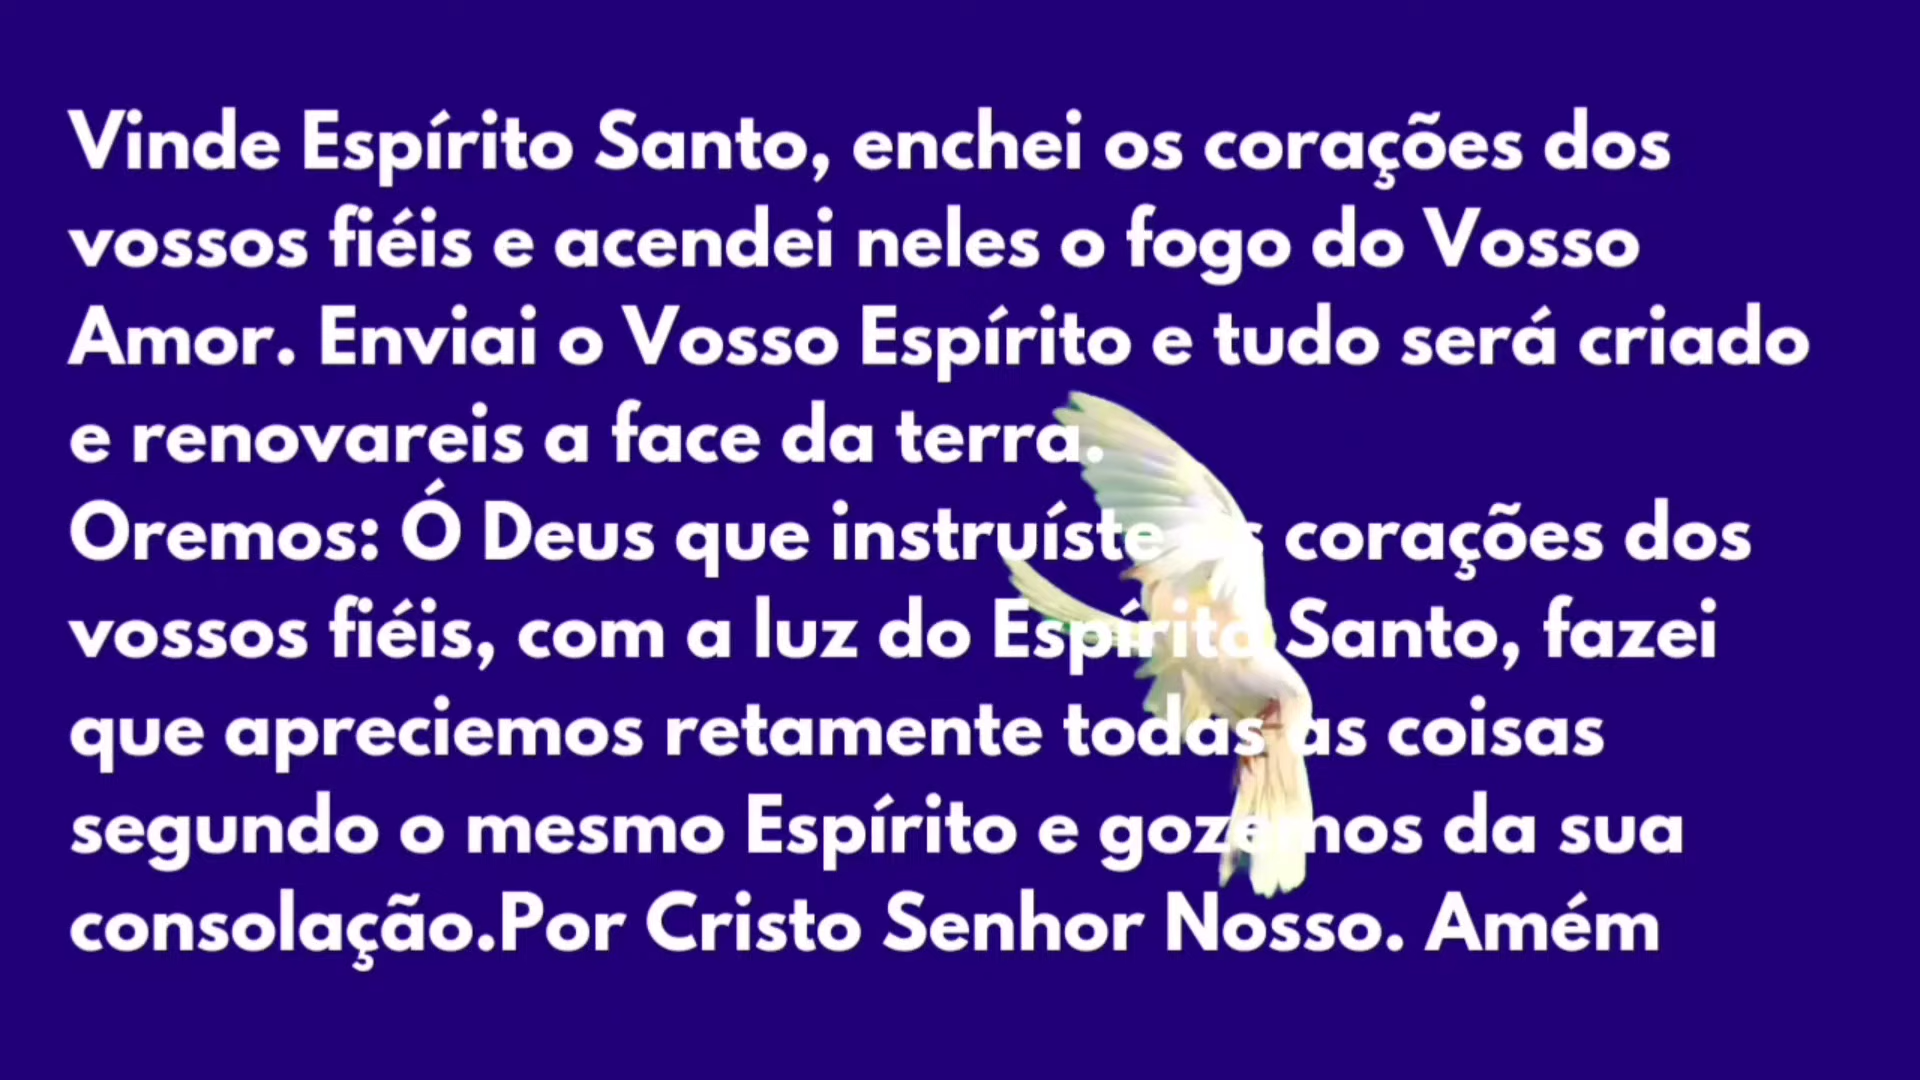 Vinde Espírito Santo, enchei os corações dos
vossos fiéis e acendei neles o fogo do Vosso
Amor. Enviai o Vosso Espírito e tudo será criado
e renovareis a face da terra.
Oremos: Ó Deus que instruíste os corações dos
vossos fiéis, com a luz do Espírito Santo, fazei
que apreciemos retamente todas as coisas
segundo o mesmo Espírito e gozemos da sua
consolação.Por Cristo Senhor Nosso. Amém